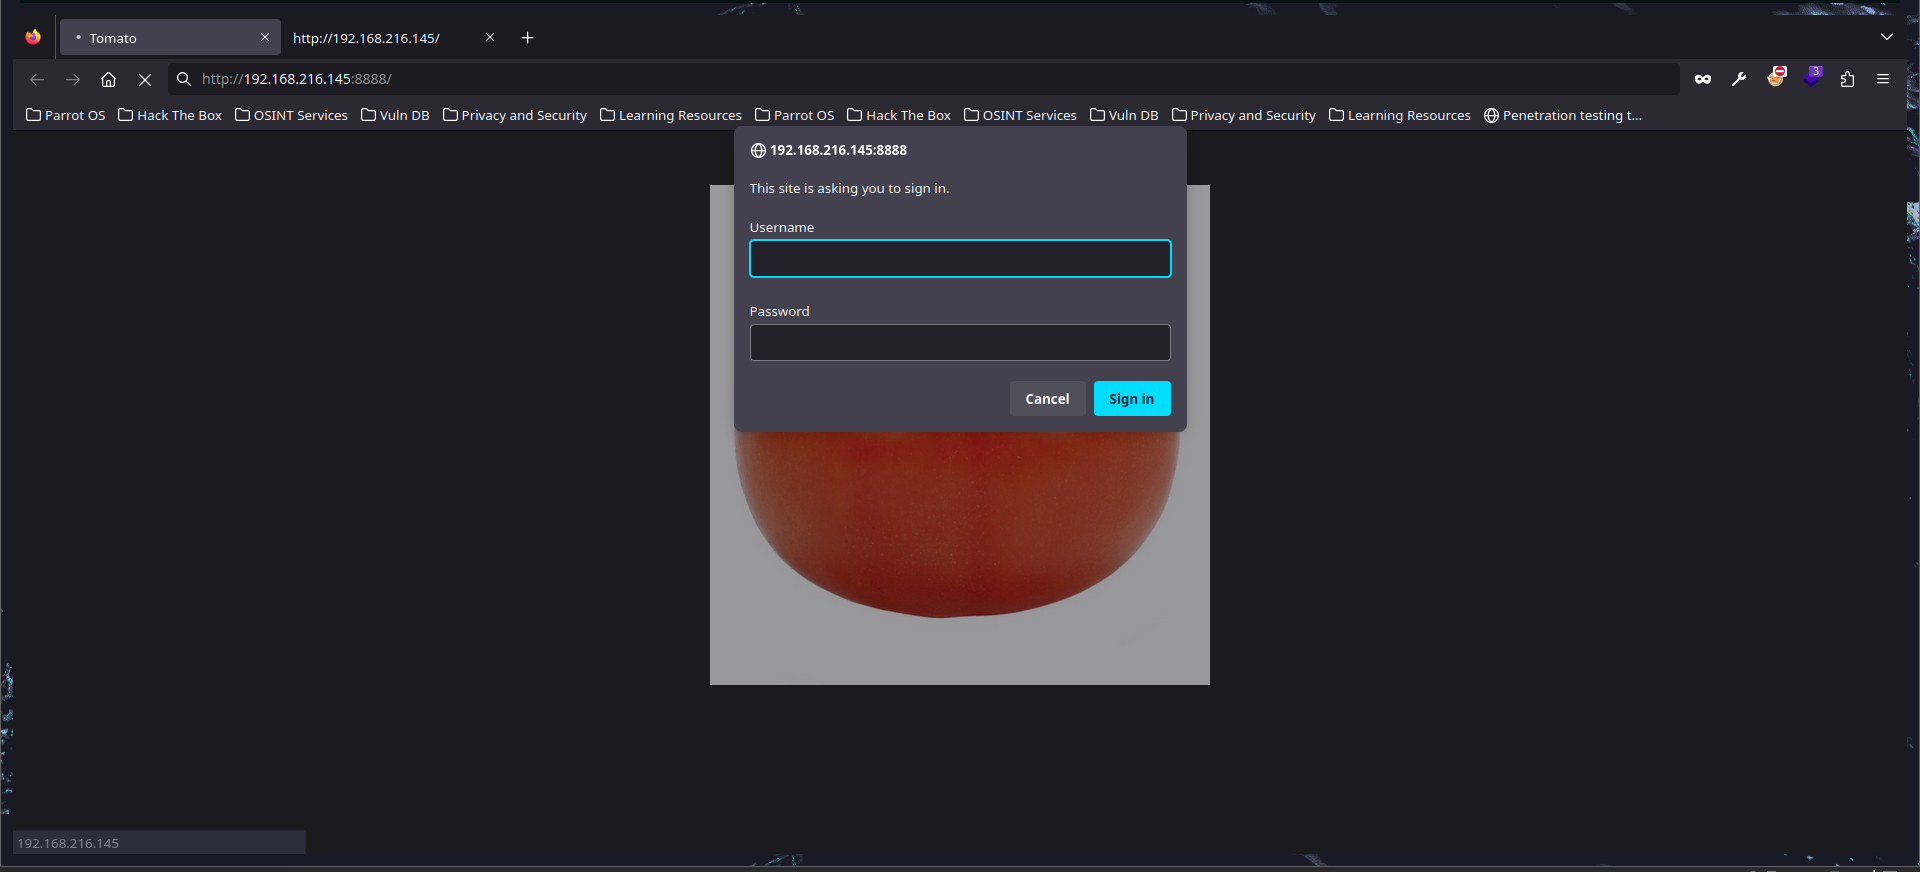 Tomato
http://192.168.216.145/
http://192.168.216.145:8888/
3
Parrot OS Hack The Box OSINT Services Vuln DB Privacy and Security Learning Resources Parrot OS Hack The Box OSINT Services Vuln DB Privacy and Security Learning Resources Penetration testing t...
192.168.216.145:8888
This site is asking you to sign in.
Username
Password
Cancel Sign in
192.168.216.145